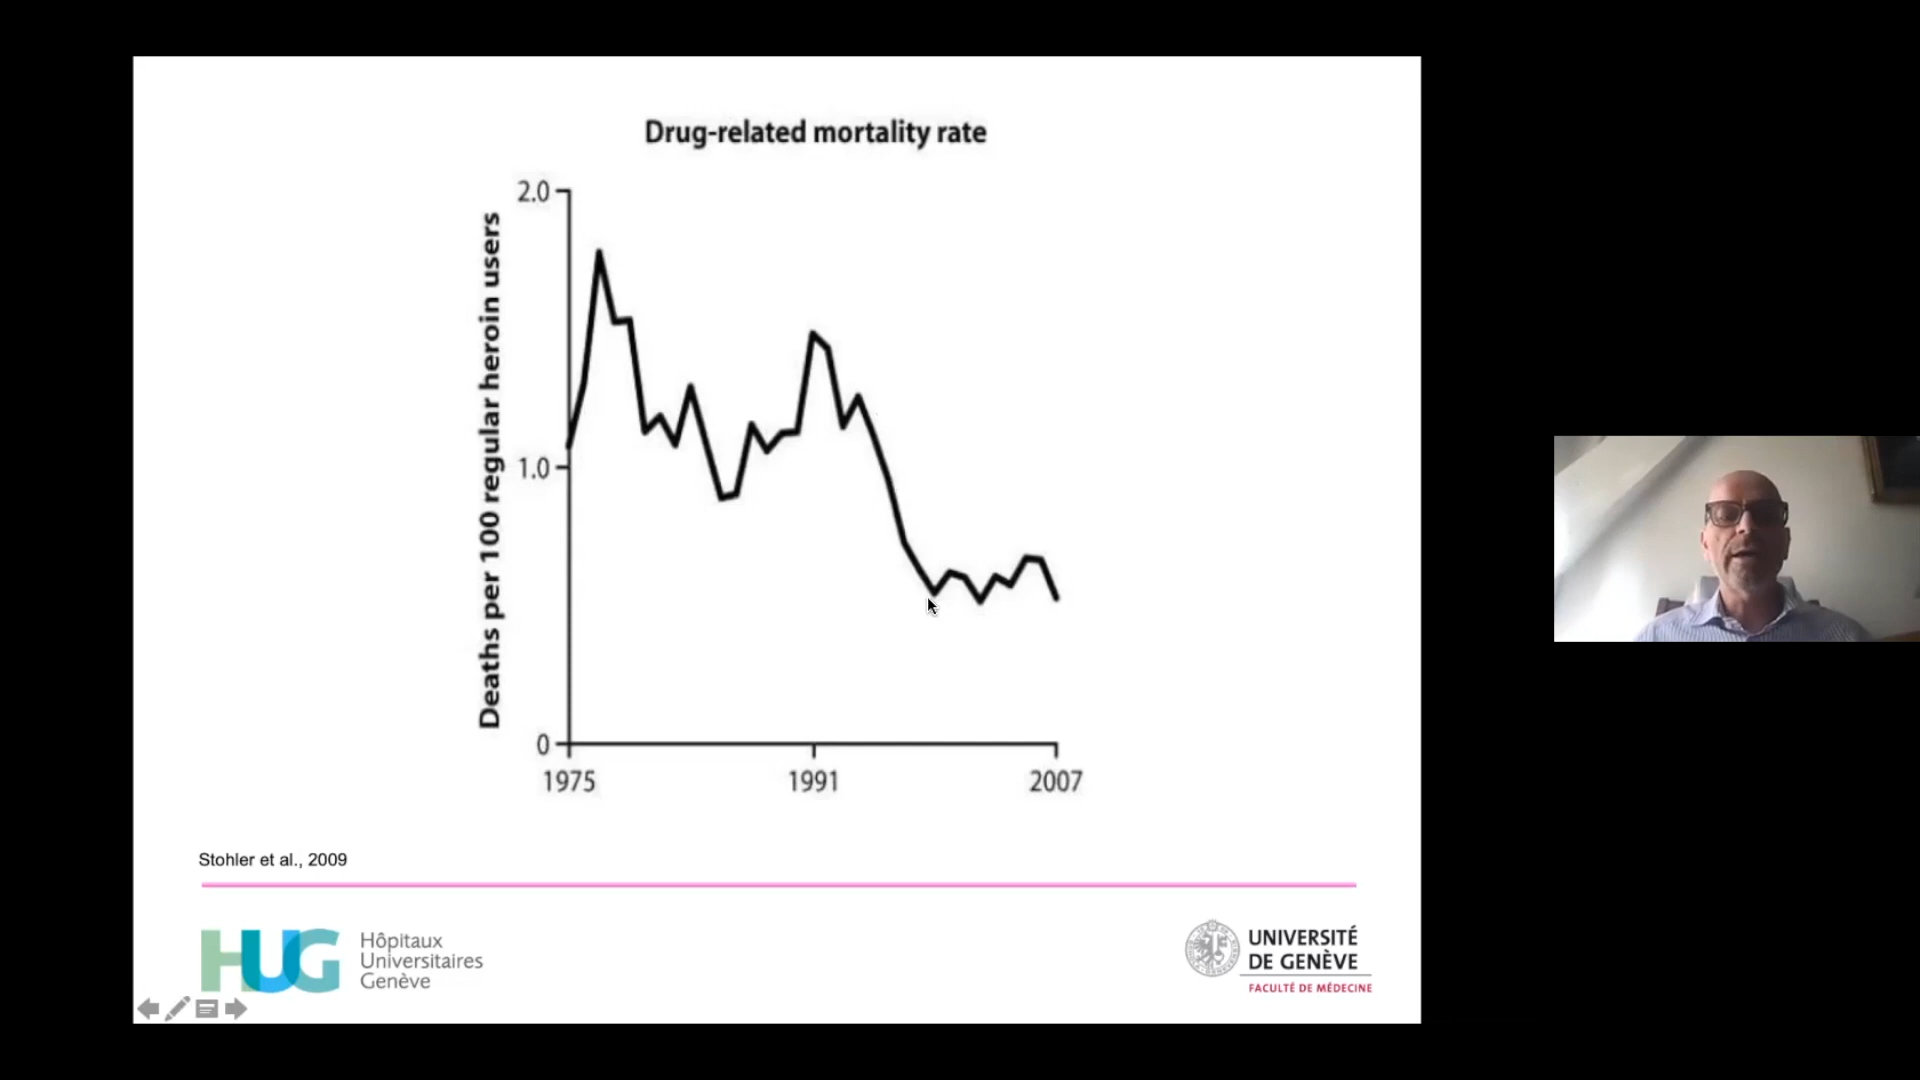 Drug-related mortality rate
Deaths per 100 regular heroin users
2.0
1.0
0
1975
1991
2007
Stohler et al., 2009
HUG
Hôpitaux
Universitaires
Genève
UNIVERSITÉ
DE GENÈVE
FACULTÉ DE MÉDECINE